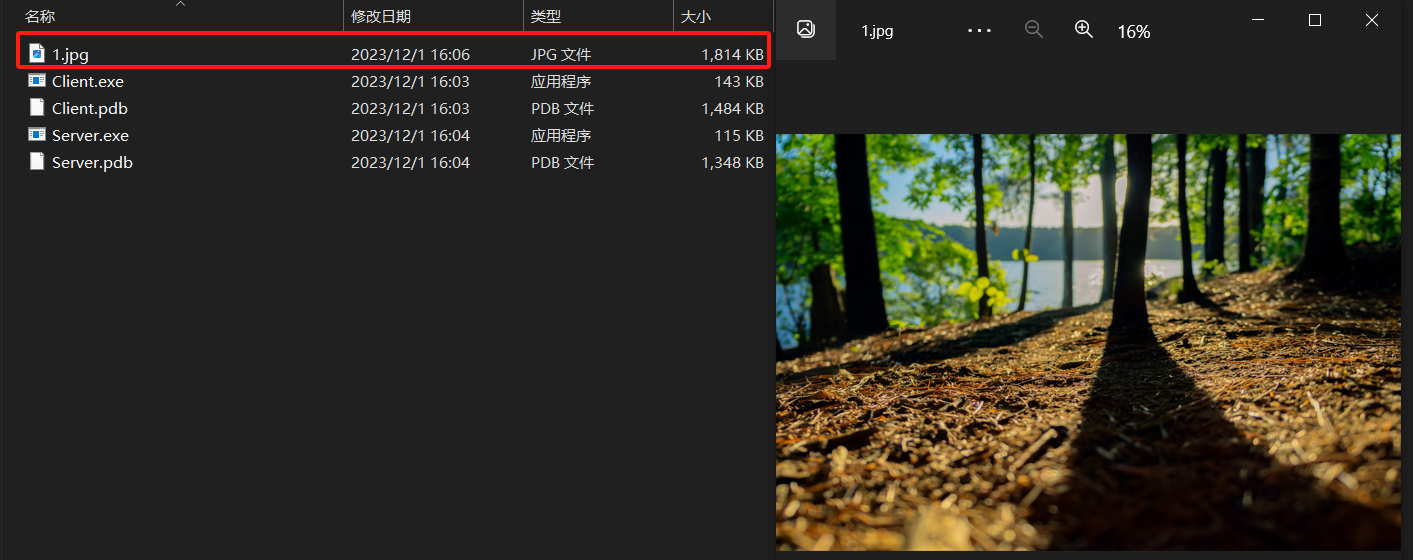 名称 修改日期 类型 大小
1.jpg 2023/12/1 16:06 JPG 文件 1,814 KB
Client.exe 2023/12/1 16:03 应用程序 143 KB
Client.pdb 2023/12/1 16:03 PDB 文件 1,484 KB
Server.exe 2023/12/1 16:04 应用程序 115 KB
Server.pdb 2023/12/1 16:04 PDB 文件 1,348 KB
1.jpg ··· 16%